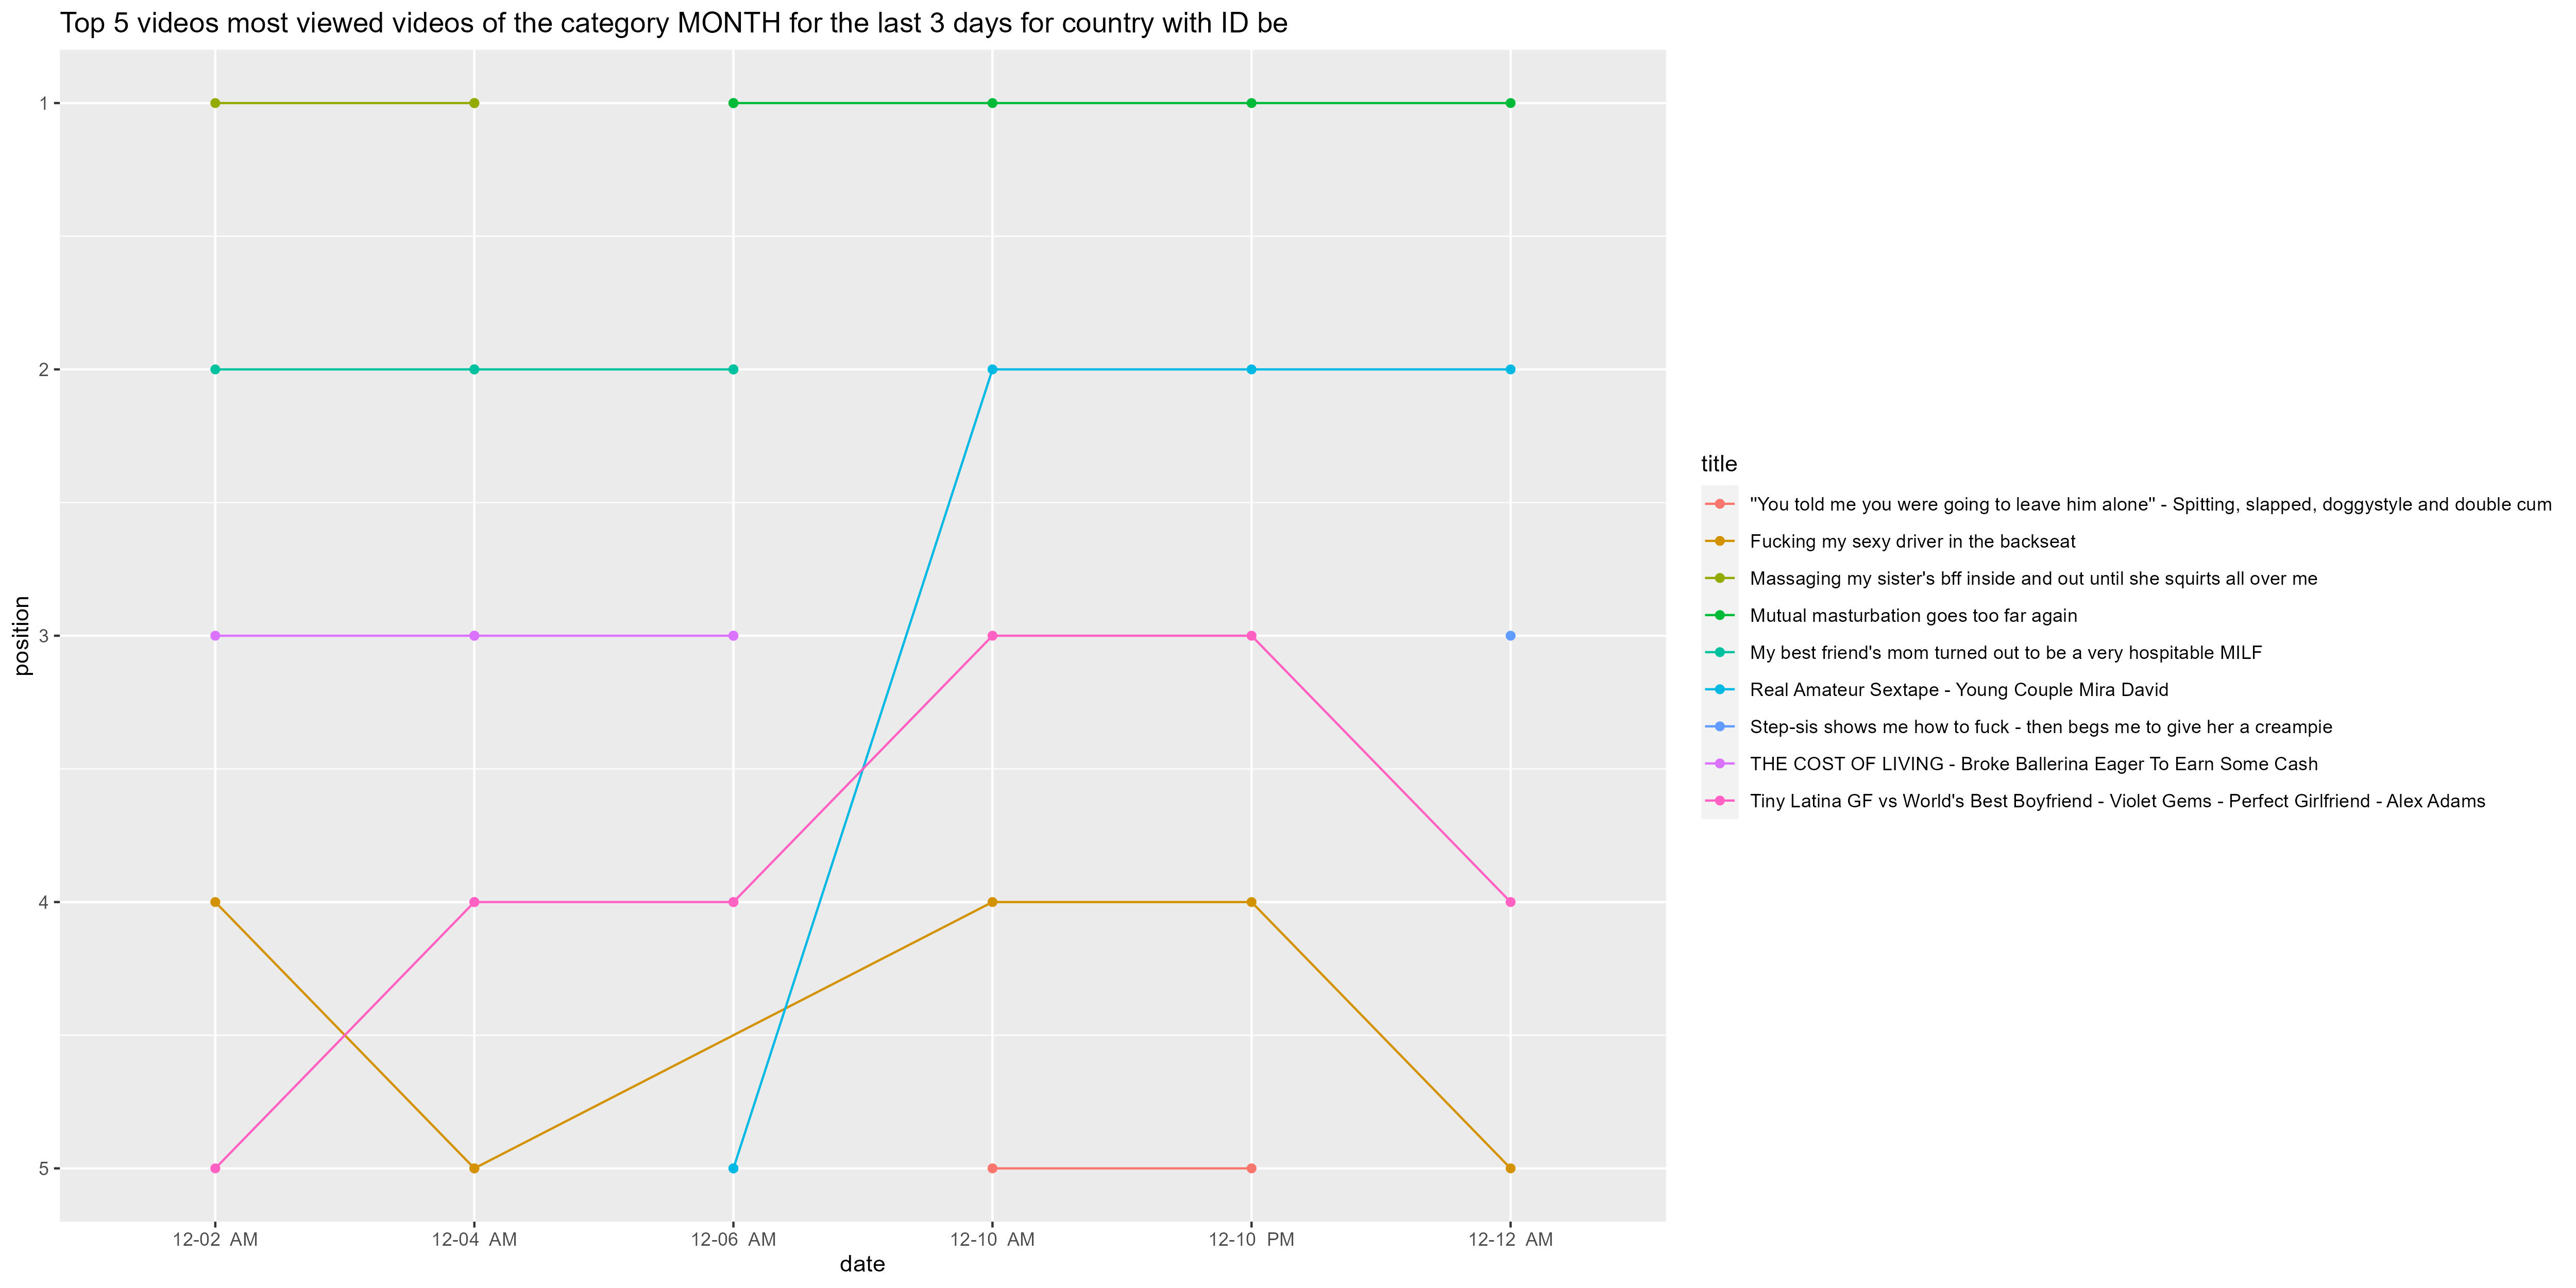 Top 5 videos most viewed videos of the category MONTH for the last 3 days for country with ID be
position
1
2
3
4
5
12-02 AM
12-04 AM
12-06 AM
12-10 AM
12-10 PM
12-12 AM
date
title
"You told me you were going to leave him alone" - Spitting, slapped, doggystyle and double cum
Fucking my sexy driver in the backseat
Massaging my sister's bff inside and out until she squirts all over me
Mutual masturbation goes too far again
My best friend's mom turned out to be a very hospitable MILF
Real Amateur Sextape - Young Couple Mira David
Step-sis shows me how to fuck - then begs me to give her a creampie
THE COST OF LIVING - Broke Ballerina Eager To Earn Some Cash
Tiny Latina GF vs World's Best Boyfriend - Violet Gems - Perfect Girlfriend - Alex Adams